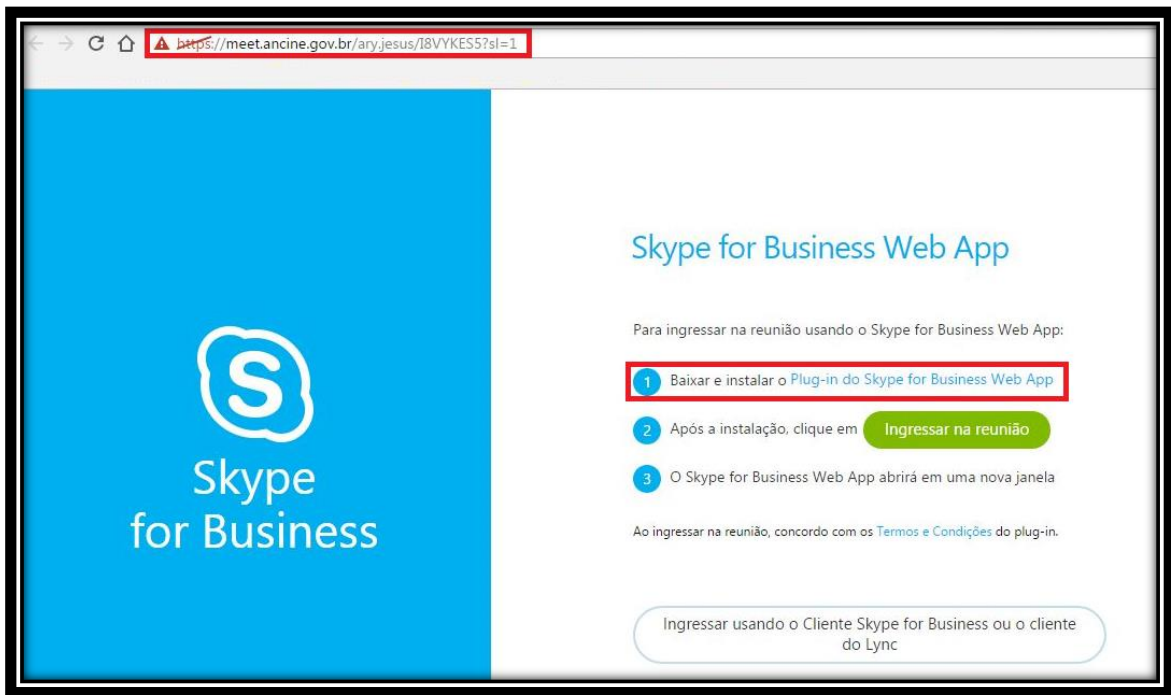 https://meet.ancine.gov.br/ary.jesus/I8VYKES5?sl=1
Skype
for Business
Skype for Business Web App
Para ingressar na reunião usando o Skype for Business Web App:
1 Baixar e instalar o Plug-in do Skype for Business Web App
2 Após a instalação, clique em Ingressar na reunião
3 O Skype for Business Web App abrirá em uma nova janela
Ao ingressar na reunião, concordo com os Termos e Condições do plug-in.
Ingressar usando o Cliente Skype for Business ou o cliente
do Lync